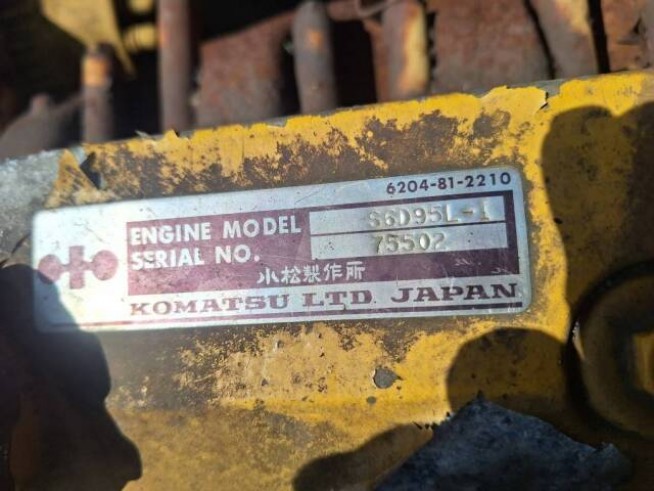 6204-81-2210
ENGINE MODEL S6D95L-1
SERIAL NO. 75502
小松製作所
KOMATSU LTD. JAPAN